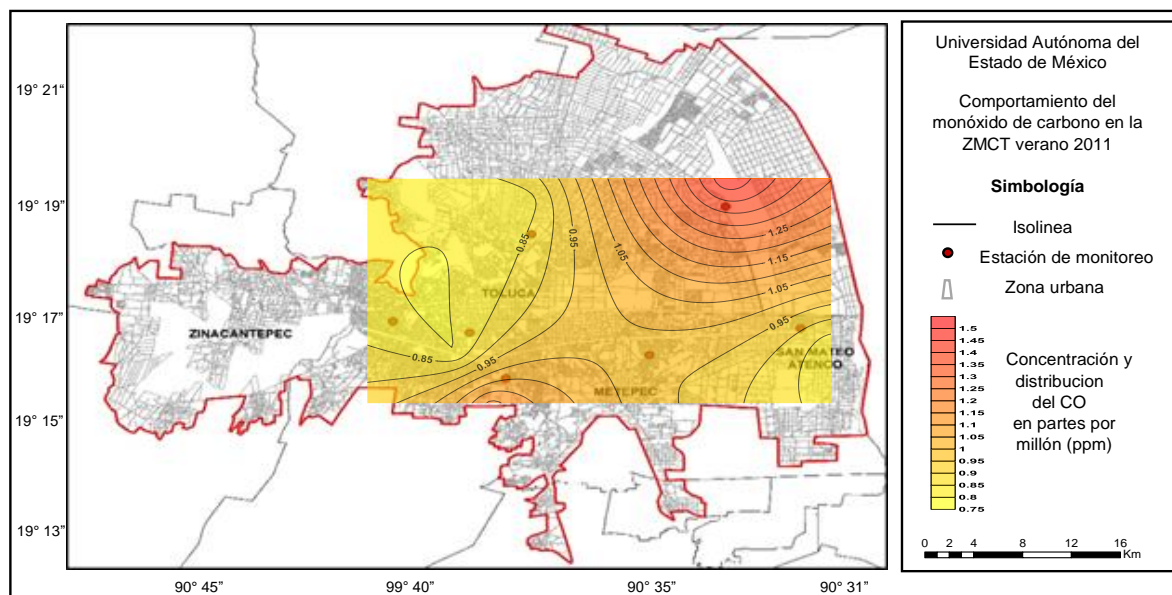 19° 21“
19° 19”
19° 17”
19° 15”
19° 13”
90° 45”
99° 40”
90° 35”
90° 31”
ZINACANTEPEC
TOLUCA
METEPEC
SAN MATEO
ATENCO
0.85
0.95
1.05
1.25
1.15
1.05
0.95
0.85
0.95
Universidad Autónoma del
Estado de México
Comportamiento del
monóxido de carbono en la
ZMCT verano 2011
Simbología
Isolinea
Estación de monitoreo
Zona urbana
1.5
1.45
1.4
1.35
1.3
1.25
1.2
1.15
1.1
1.05
1
0.95
0.9
0.85
0.8
0.75
Concentración y
distribucion
del CO
en partes por
millón (ppm)
0 2 4 8 12 16
Km